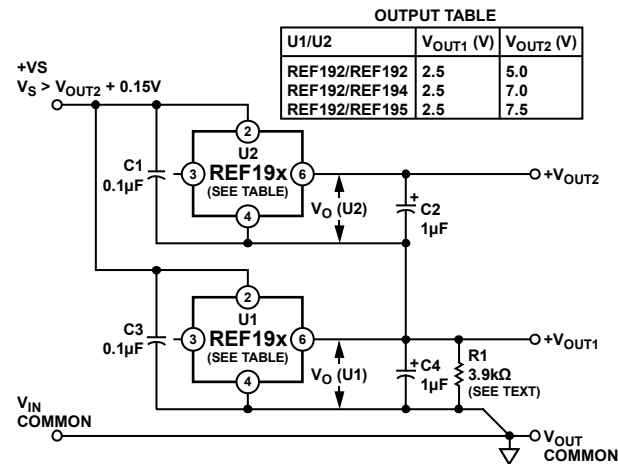 OUTPUT TABLE
U1/U2 VOUT1 (V) VOUT2 (V)
REF192/REF192 2.5 5.0
REF192/REF194 2.5 7.0
REF192/REF195 2.5 7.5
+VS
VS > VOUT2 + 0.15V
2
U2
C1
0.1µF
3
REF19x
6
(SEE TABLE)
4
VO (U2)
+
C2
1µF
+VOUT2
2
U1
C3
0.1µF
3
REF19x
6
(SEE TABLE)
4
VO (U1)
+
C4
1µF
R1
3.9kΩ
(SEE TEXT)
+VOUT1
VIN
COMMON
VOUT
COMMON